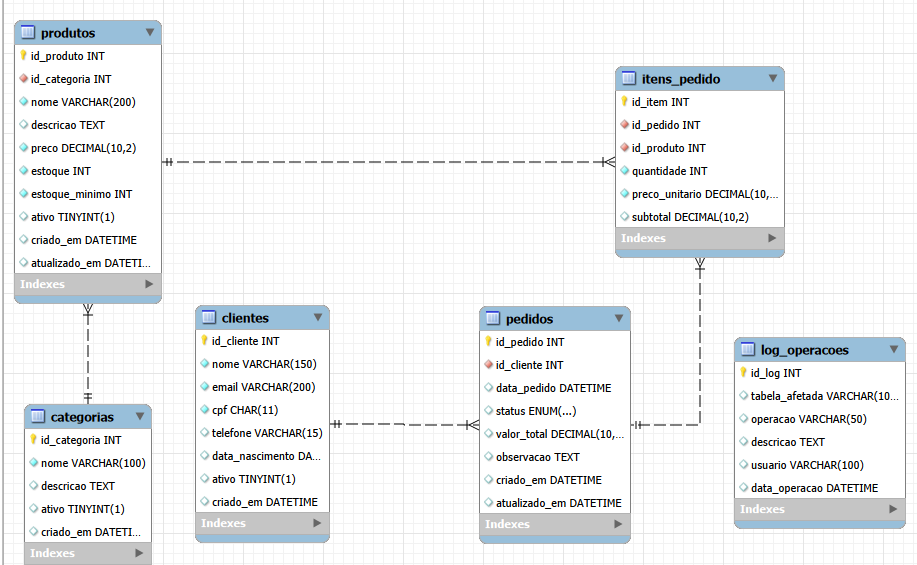 produtos
id_produto INT
id_categoria INT
nome VARCHAR(200)
descricao TEXT
preco DECIMAL(10,2)
estoque INT
estoque_minimo INT
ativo TINYINT(1)
criado_em DATETIME
atualizado_em DATETI...
Indexes
itens_pedido
id_item INT
id_pedido INT
id_produto INT
quantidade INT
preco_unitario DECIMAL(10,...
subtotal DECIMAL(10,2)
Indexes
clientes
id_cliente INT
nome VARCHAR(150)
email VARCHAR(200)
cpf CHAR(11)
telefone VARCHAR(15)
data_nascimento DA...
ativo TINYINT(1)
criado_em DATETIME
Indexes
pedidos
id_pedido INT
id_cliente INT
data_pedido DATETIME
status ENUM(...)
valor_total DECIMAL(10,...
observacao TEXT
criado_em DATETIME
atualizado_em DATETIME
Indexes
log_operacoes
id_log INT
tabela_afetada VARCHAR(10...
operacao VARCHAR(50)
descricao TEXT
usuario VARCHAR(100)
data_operacao DATETIME
Indexes
categorias
id_categoria INT
nome VARCHAR(100)
descricao TEXT
ativo TINYINT(1)
criado_em DATETI...
Indexes